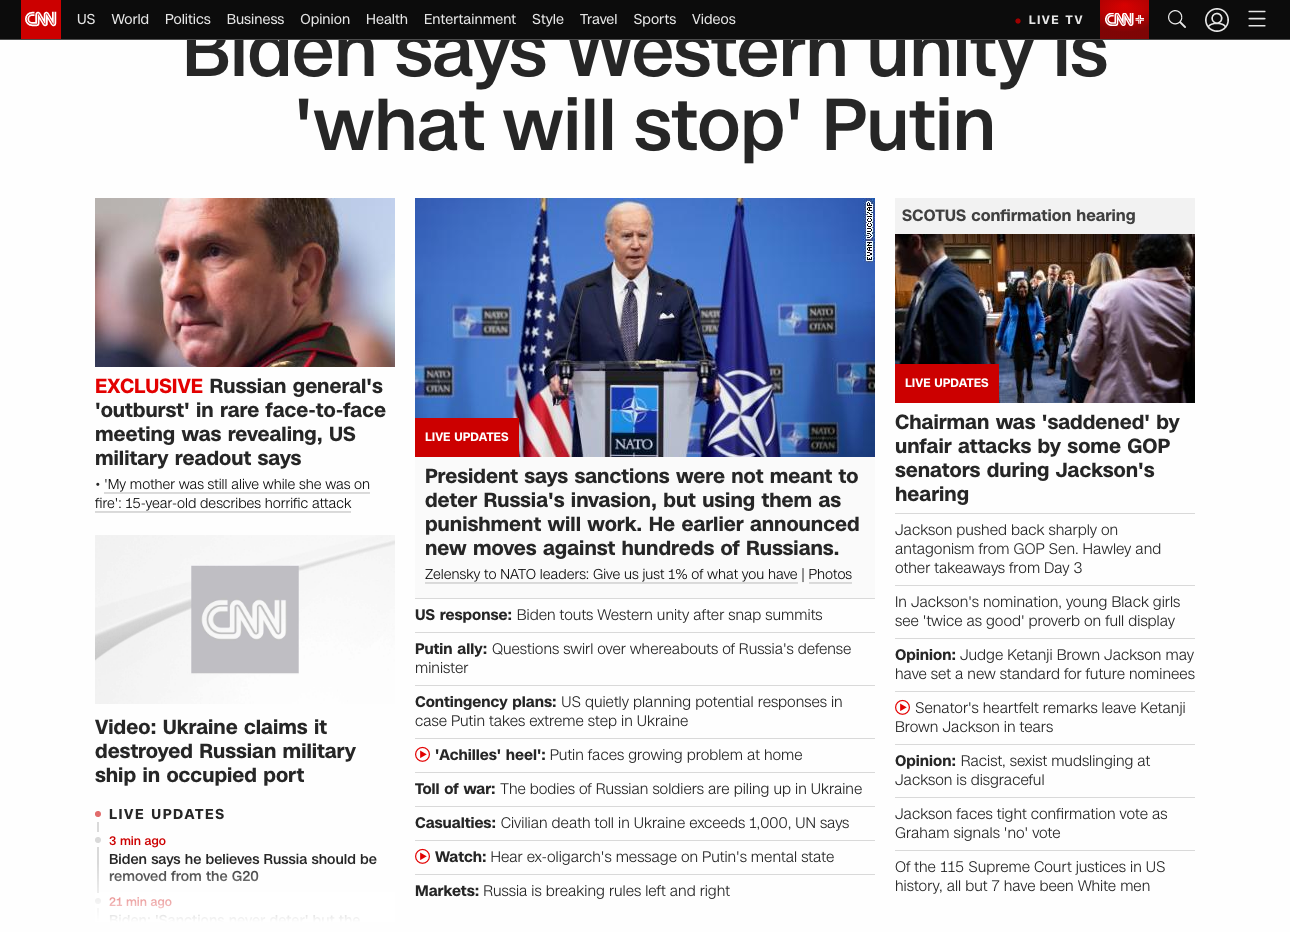 CNN
US
World
Politics
Business
Opinion
Health
Entertainment
Style
Travel
Sports
Videos
LIVE TV
CNN+
Biden says Western unity is
'what will stop' Putin
EXCLUSIVE Russian general's
'outburst' in rare face-to-face
meeting was revealing, US
military readout says
• 'My mother was still alive while she was on
fire': 15-year-old describes horrific attack
CNN
Video: Ukraine claims it
destroyed Russian military
ship in occupied port
LIVE UPDATES
3 min ago
Biden says he believes Russia should be
removed from the G20
21 min ago
Biden: 'Sanctions never deter' but the
EVAN VUCCI/AP
NATO
OTAN
NATO
OTAN
NATO
OTAN
NATO
OTAN
NATO
LIVE UPDATES
President says sanctions were not meant to
deter Russia's invasion, but using them as
punishment will work. He earlier announced
new moves against hundreds of Russians.
Zelensky to NATO leaders: Give us just 1% of what you have | Photos
US response: Biden touts Western unity after snap summits
Putin ally: Questions swirl over whereabouts of Russia's defense
minister
Contingency plans: US quietly planning potential responses in
case Putin takes extreme step in Ukraine
'Achilles' heel': Putin faces growing problem at home
Toll of war: The bodies of Russian soldiers are piling up in Ukraine
Casualties: Civilian death toll in Ukraine exceeds 1,000, UN says
Watch: Hear ex-oligarch's message on Putin's mental state
Markets: Russia is breaking rules left and right
SCOTUS confirmation hearing
LIVE UPDATES
Chairman was 'saddened' by
unfair attacks by some GOP
senators during Jackson's
hearing
Jackson pushed back sharply on
antagonism from GOP Sen. Hawley and
other takeaways from Day 3
In Jackson's nomination, young Black girls
see 'twice as good' proverb on full display
Opinion: Judge Ketanji Brown Jackson may
have set a new standard for future nominees
Senator's heartfelt remarks leave Ketanji
Brown Jackson in tears
Opinion: Racist, sexist mudslinging at
Jackson is disgraceful
Jackson faces tight confirmation vote as
Graham signals 'no' vote
Of the 115 Supreme Court justices in US
history, all but 7 have been White men